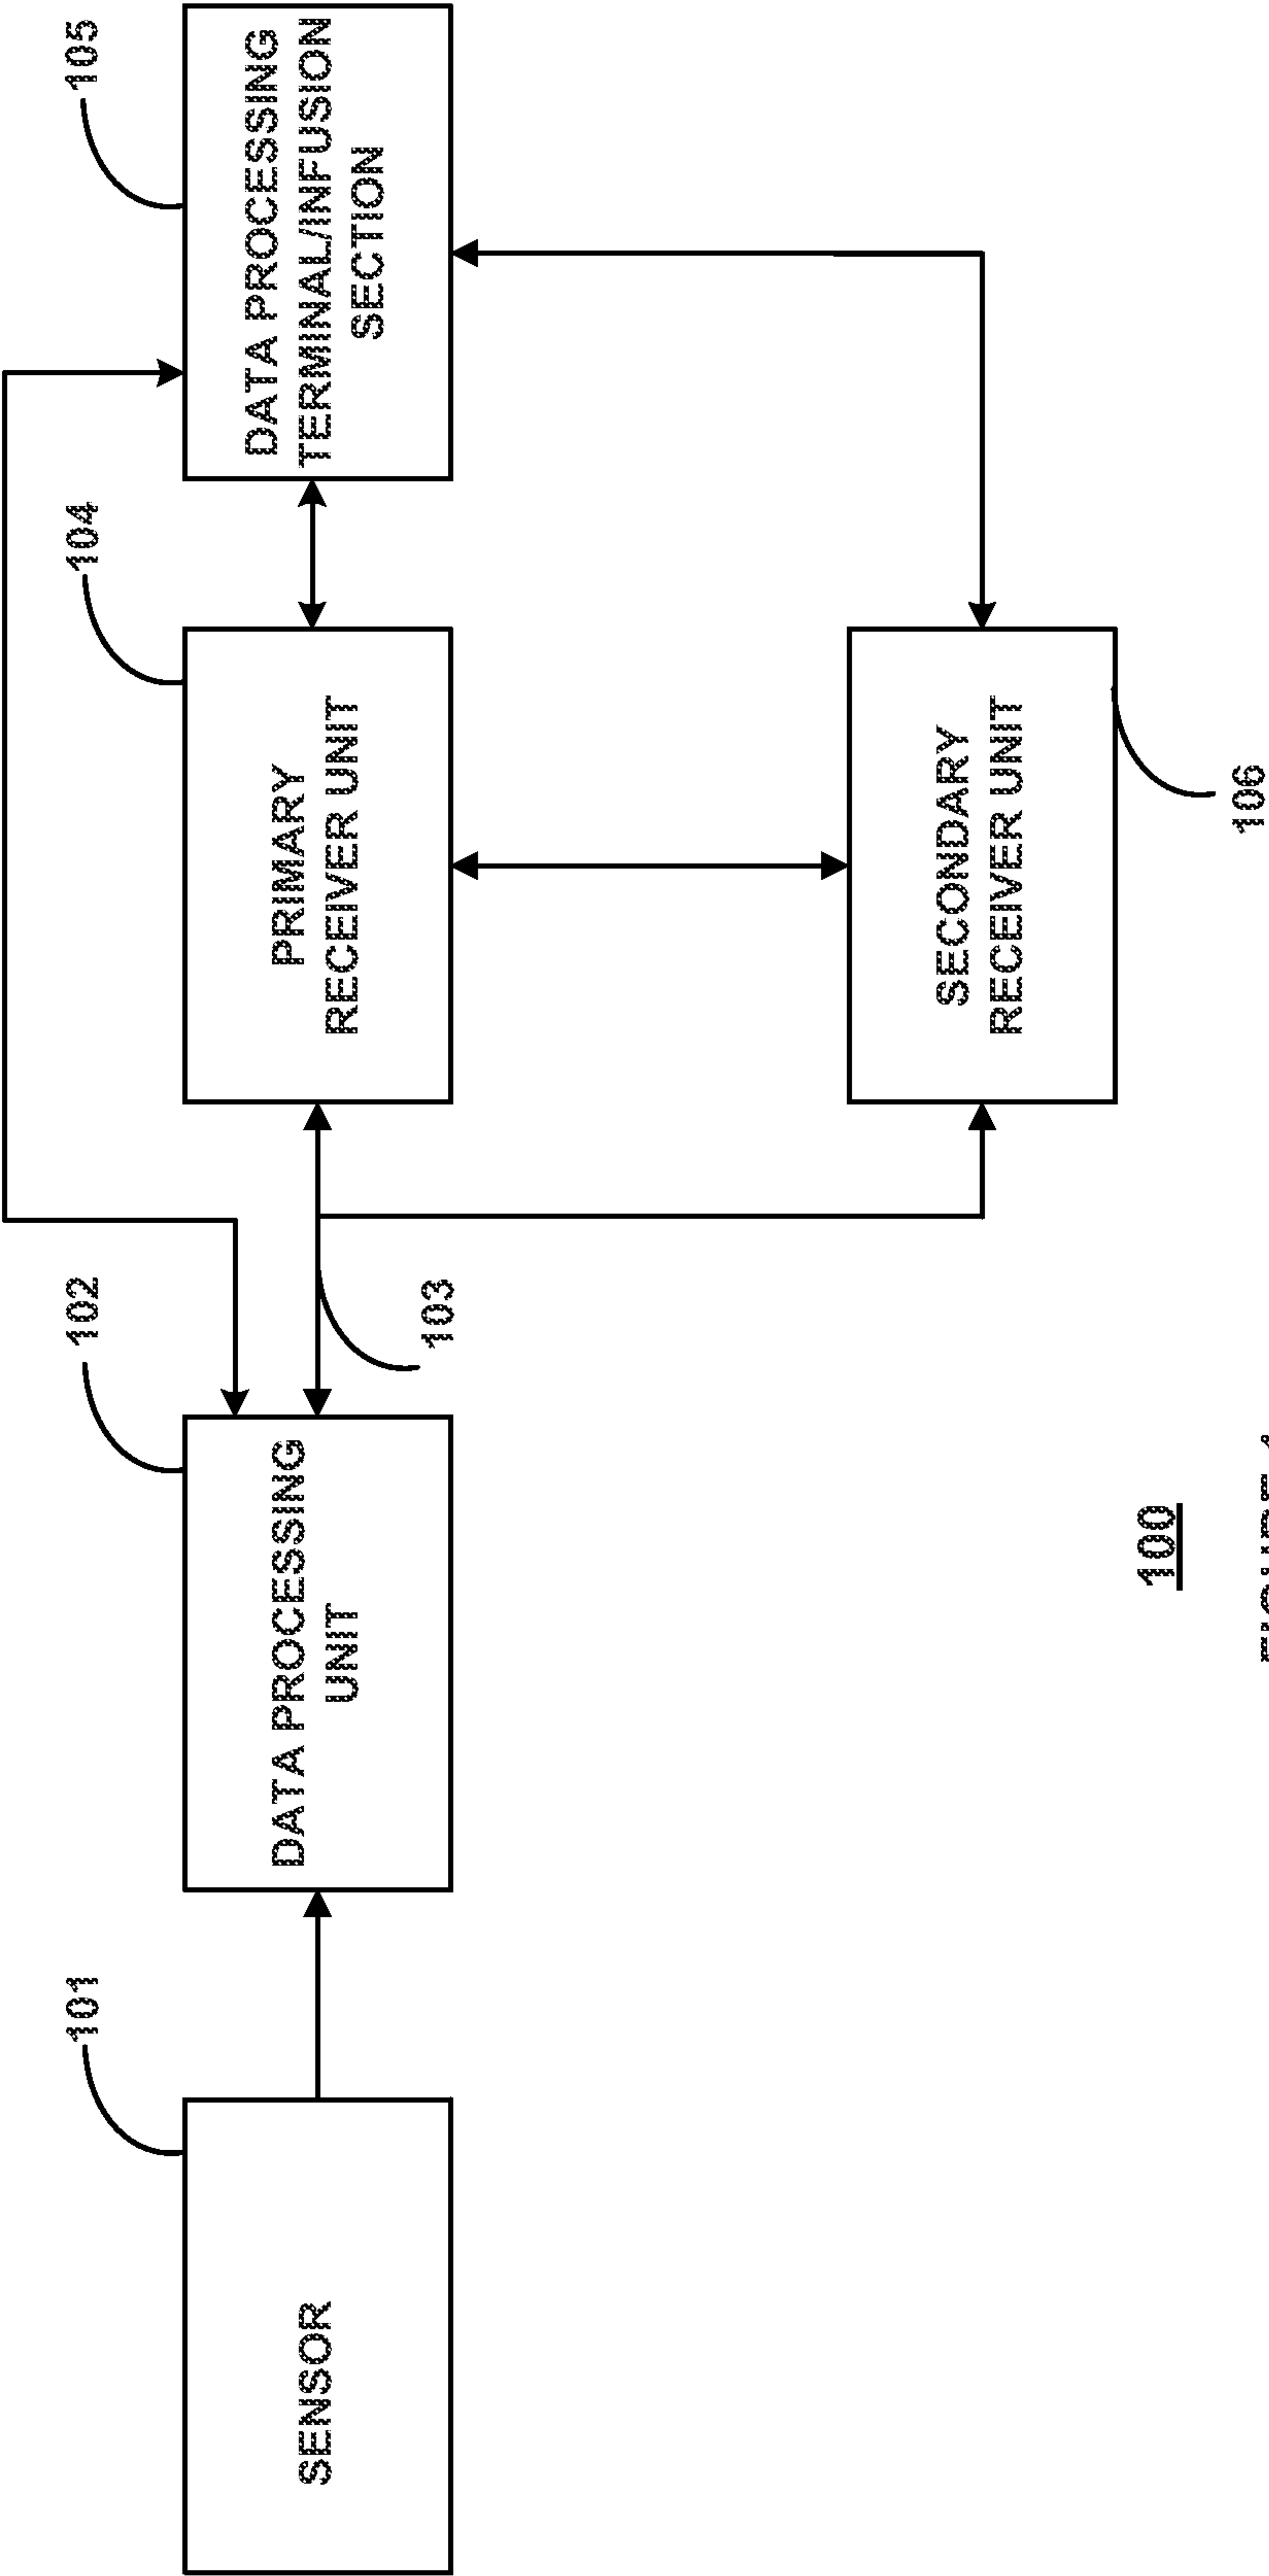 101
102
104
105
SENSOR
DATA PROCESSING
UNIT
103
PRIMARY
RECEIVER UNIT
DATA PROCESSING
TERMINAL/INFUSION
SECTION
SECONDARY
RECEIVER UNIT
106
100